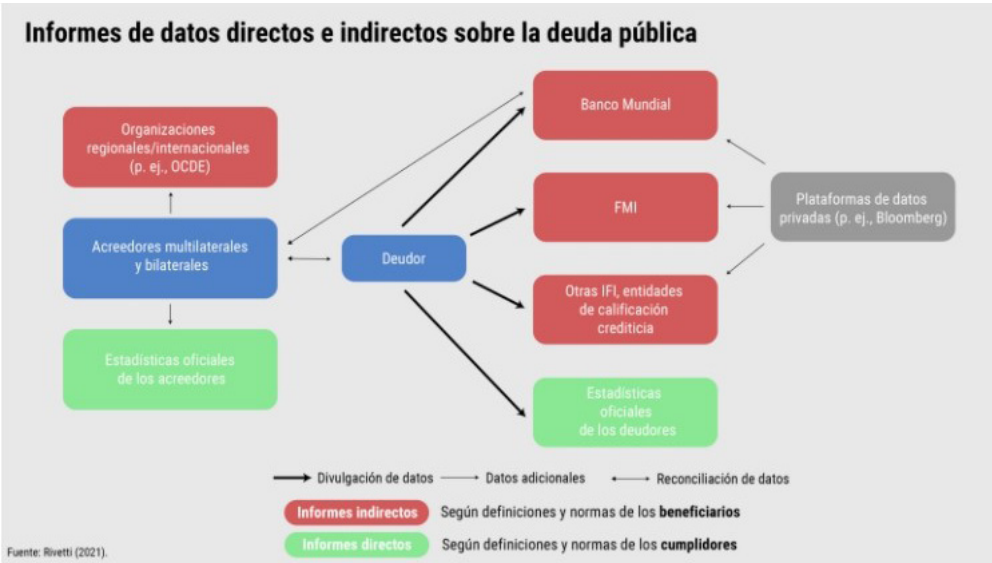 Informes de datos directos e indirectos sobre la deuda pública
Organizaciones
regionales/internacionales
(p. ej., OCDE)
Acreedores multilaterales
y bilaterales
Estadísticas oficiales
de los acreedores
Deudor
Banco Mundial
FMI
Otras IFI, entidades
de calificación
crediticia
Estadísticas
oficiales
de los deudores
Plataformas de datos
privadas (p. ej., Bloomberg)
Divulgación de datos
Datos adicionales
Reconciliación de datos
Informes indirectos
Según definiciones y normas de los beneficiarios
Informes directos
Según definiciones y normas de los cumplidores
Fuente: Rivetti (2021).